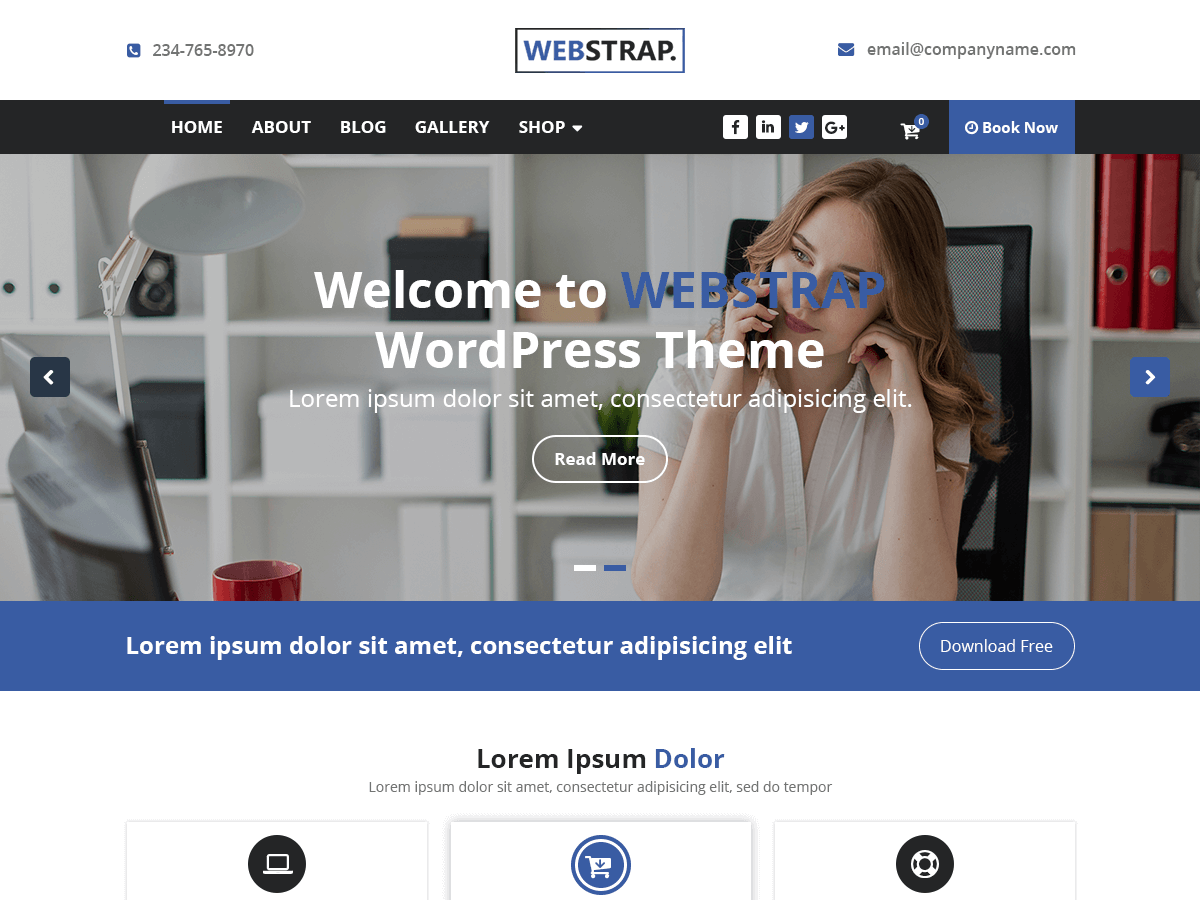 234-765-8970
WEBSTRAP.
email@companyname.com
HOME ABOUT BLOG GALLERY SHOP
0
Book Now
Welcome to WEBSTRAP
WordPress Theme
Lorem ipsum dolor sit amet, consectetur adipisicing elit.
Read More
Lorem ipsum dolor sit amet, consectetur adipisicing elit
Download Free
Lorem Ipsum Dolor
Lorem ipsum dolor sit amet, consectetur adipisicing elit, sed do tempor